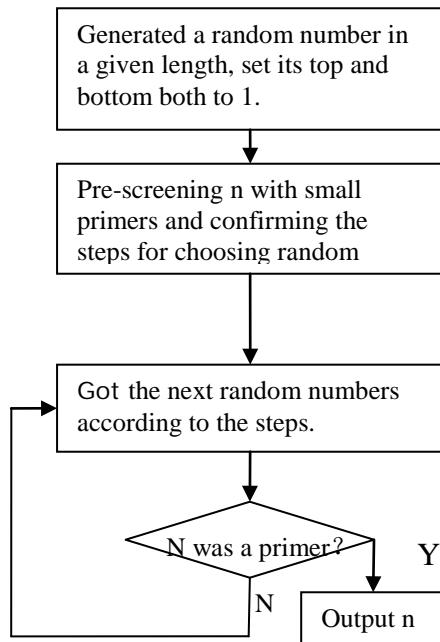 Generated a random number in
a given length, set its top and
bottom both to 1.
Pre-screening n with small
primers and confirming the
steps for choosing random
Got the next random numbers
according to the steps.
N was a primer?
Y
N
Output n